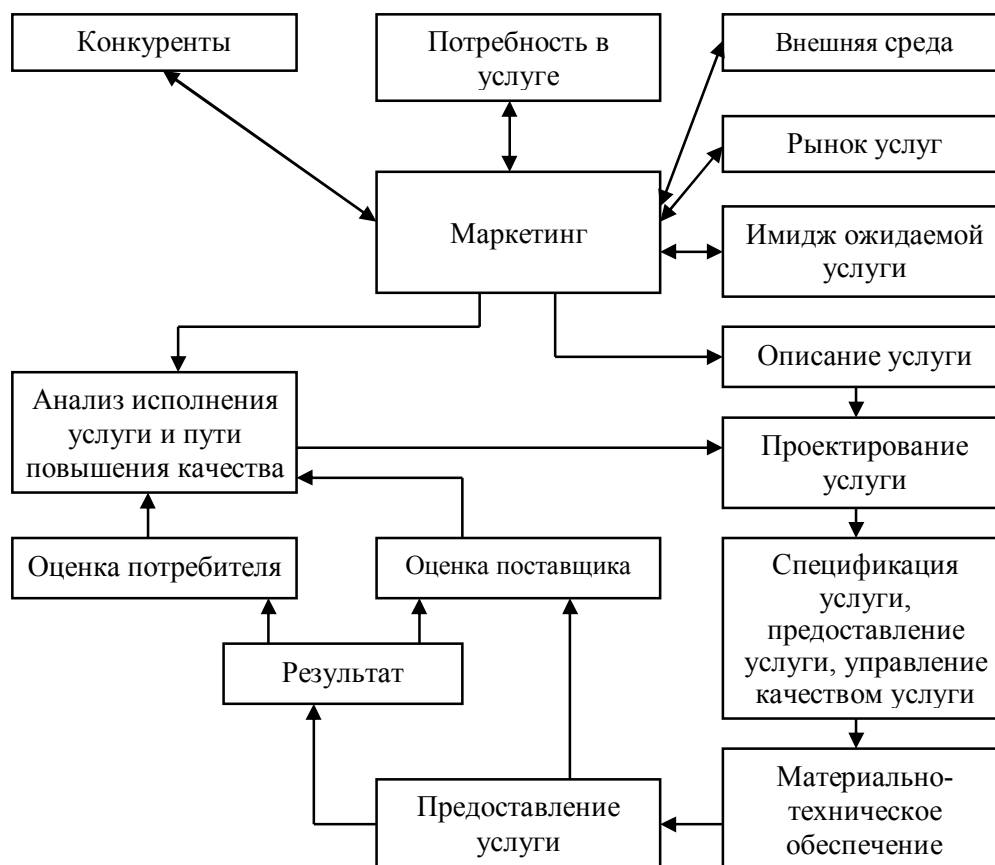 Конкуренты
Потребность в
услуге
Внешняя среда
Рынок услуг
Маркетинг
Имидж ожидаемой
услуги
Описание услуги
Анализ исполнения
услуги и пути
повышения качества
Проектирование
услуги
Оценка потребителя
Оценка поставщика
Спецификация
услуги,
предоставление
услуги, управление
качеством услуги
Результат
Предоставление
услуги
Материально-
техническое
обеспечение